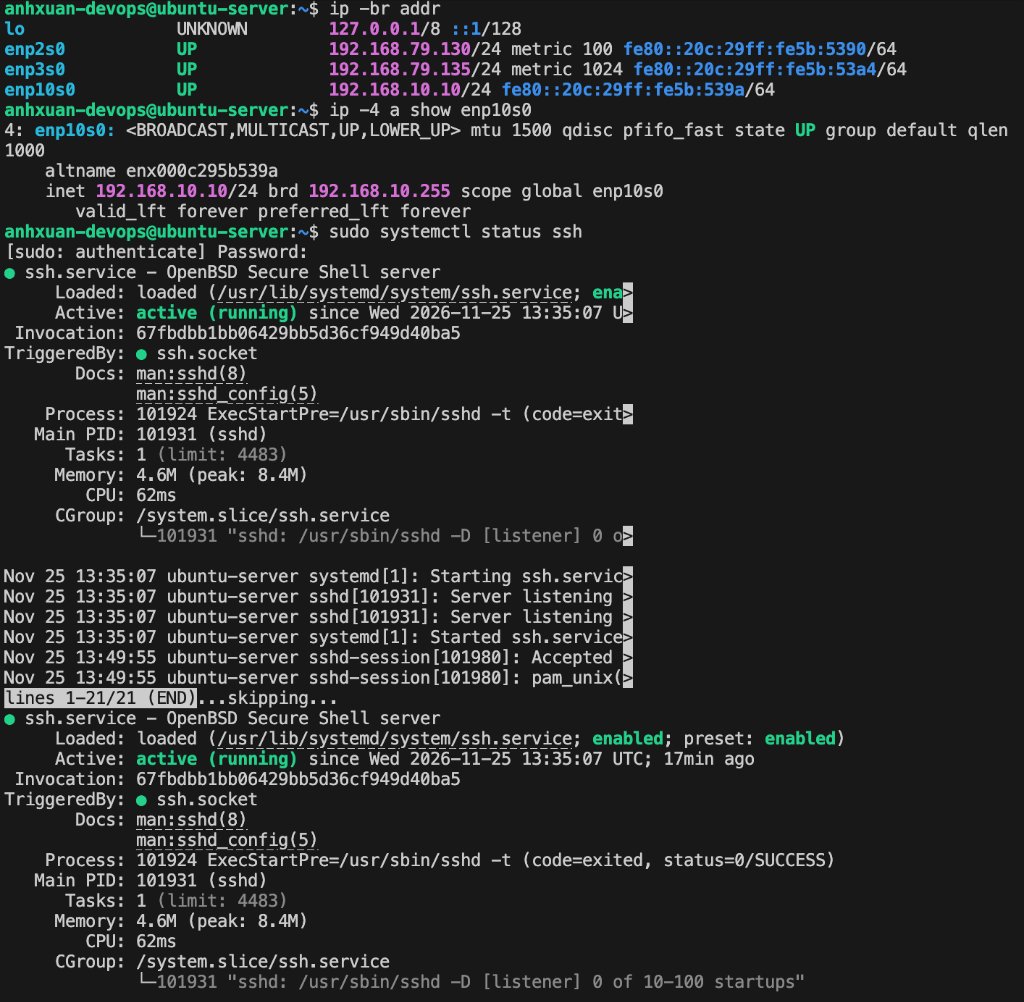 anhxuan-devops@ubuntu-server:~$ ip -br addr
lo               UNKNOWN        127.0.0.1/8 ::1/128
enp2s0           UP             192.168.79.130/24 metric 100 fe80::20c:29ff:fe5b:5390/64
enp3s0           UP             192.168.79.135/24 metric 1024 fe80::20c:29ff:fe5b:53a4/64
enp10s0          UP             192.168.10.10/24 fe80::20c:29ff:fe5b:539a/64
anhxuan-devops@ubuntu-server:~$ ip -4 a show enp10s0
4: enp10s0: <BROADCAST,MULTICAST,UP,LOWER_UP> mtu 1500 qdisc pfifo_fast state UP group default qlen
1000
    altname enx000c295b539a
    inet 192.168.10.10/24 brd 192.168.10.255 scope global enp10s0
       valid_lft forever preferred_lft forever
anhxuan-devops@ubuntu-server:~$ sudo systemctl status ssh
[sudo: authenticate] Password:
● ssh.service - OpenBSD Secure Shell server
     Loaded: loaded (/usr/lib/systemd/system/ssh.service; ena>
     Active: active (running) since Wed 2026-11-25 13:35:07 U>
 Invocation: 67fbdbb1bb06429bb5d36cf949d40ba5
TriggeredBy: ● ssh.socket
       Docs: man:sshd(8)
             man:sshd_config(5)
    Process: 101924 ExecStartPre=/usr/sbin/sshd -t (code=exit>
   Main PID: 101931 (sshd)
      Tasks: 1 (limit: 4483)
     Memory: 4.6M (peak: 8.4M)
        CPU: 62ms
     CGroup: /system.slice/ssh.service
             └─101931 "sshd: /usr/sbin/sshd -D [listener] 0 o>
Nov 25 13:35:07 ubuntu-server systemd[1]: Starting ssh.servic>
Nov 25 13:35:07 ubuntu-server sshd[101931]: Server listening >
Nov 25 13:35:07 ubuntu-server sshd[101931]: Server listening >
Nov 25 13:35:07 ubuntu-server systemd[1]: Started ssh.service>
Nov 25 13:49:55 ubuntu-server sshd-session[101980]: Accepted >
Nov 25 13:49:55 ubuntu-server sshd-session[101980]: pam_unix(>
lines 1-21/21 (END)...skipping...
● ssh.service - OpenBSD Secure Shell server
     Loaded: loaded (/usr/lib/systemd/system/ssh.service; enabled; preset: enabled)
     Active: active (running) since Wed 2026-11-25 13:35:07 UTC; 17min ago
 Invocation: 67fbdbb1bb06429bb5d36cf949d40ba5
TriggeredBy: ● ssh.socket
       Docs: man:sshd(8)
             man:sshd_config(5)
    Process: 101924 ExecStartPre=/usr/sbin/sshd -t (code=exited, status=0/SUCCESS)
   Main PID: 101931 (sshd)
      Tasks: 1 (limit: 4483)
     Memory: 4.6M (peak: 8.4M)
        CPU: 62ms
     CGroup: /system.slice/ssh.service
             └─101931 "sshd: /usr/sbin/sshd -D [listener] 0 of 10-100 startups"